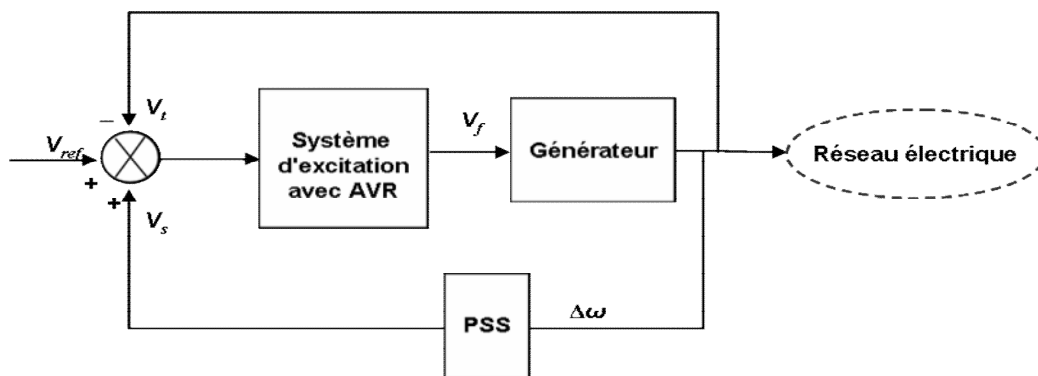 −
V_t
V_ref
+
+
V_s
Système
d'excitation
avec AVR
V_f
Générateur
Réseau électrique
PSS
Δω